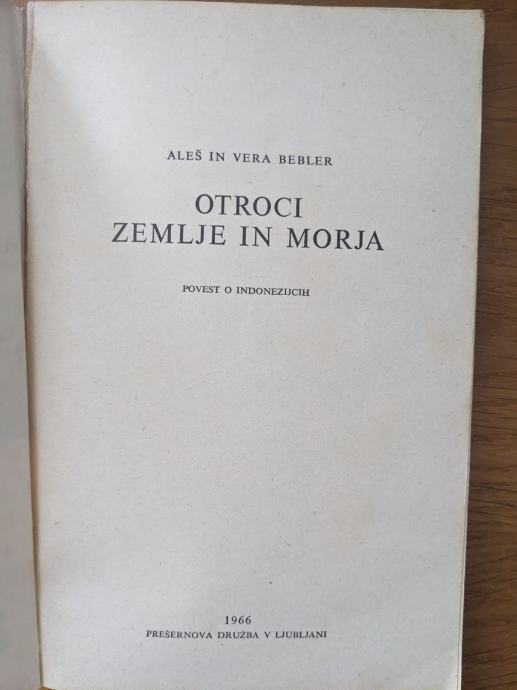 ALEŠ IN VERA BEBLER
OTROCI
ZEMLJE IN MORJA
POVEST O INDONEZIJCIH
1966
PREŠERNOVA DRUŽBA V LJUBLJANI